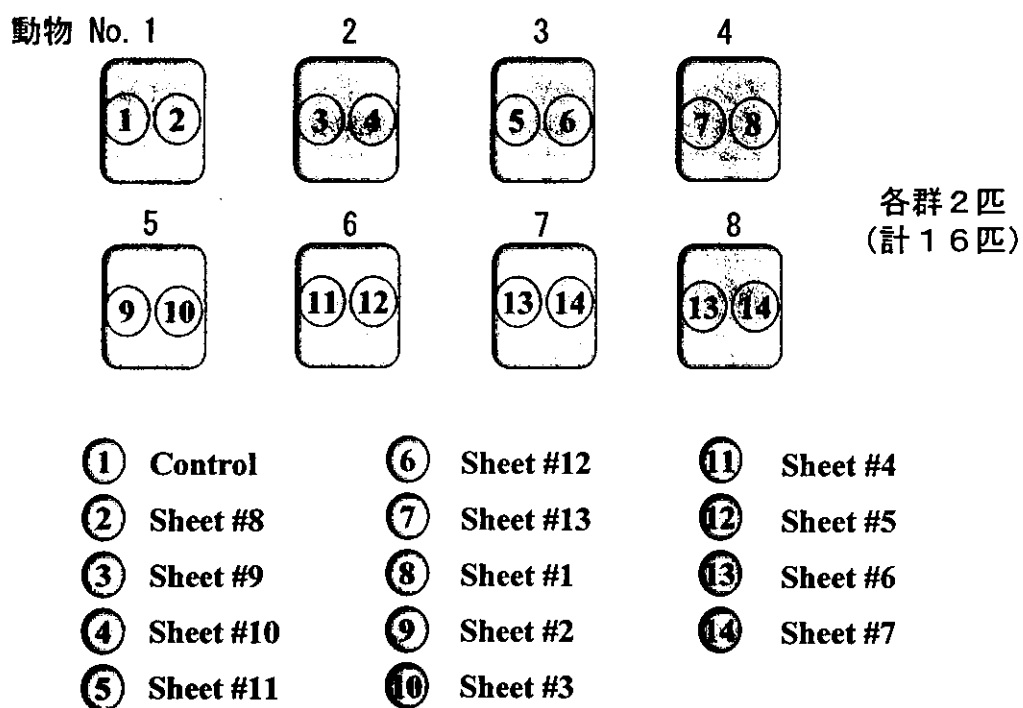 動物 No. 1 2 3 4
1 2 3 4 5 6 7 8
各群2匹
(計16匹)
5 6 7 8
9 10 11 12 13 14 13 14
1 Control
2 Sheet #8
3 Sheet #9
4 Sheet #10
5 Sheet #11
6 Sheet #12
7 Sheet #13
8 Sheet #1
9 Sheet #2
10 Sheet #3
11 Sheet #4
12 Sheet #5
13 Sheet #6
14 Sheet #7